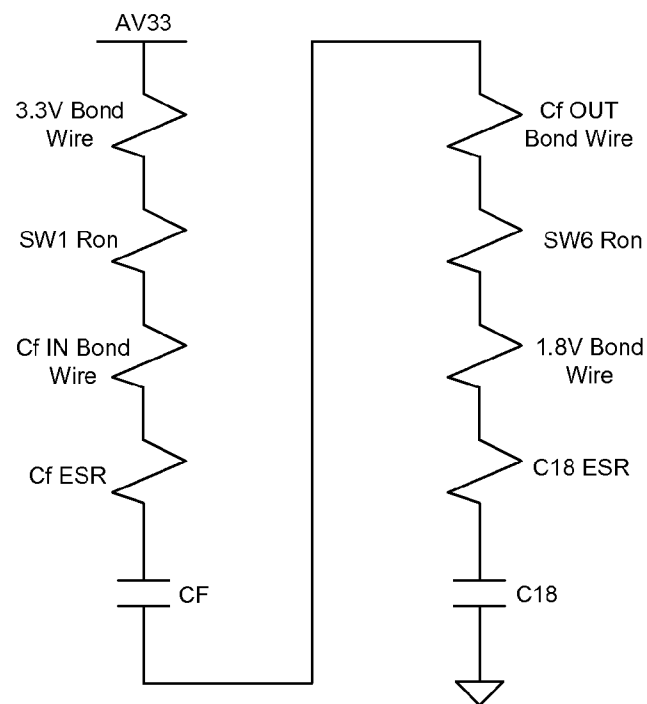 AV33
3.3V Bond
Wire
SW1 Ron
Cf IN Bond
Wire
Cf ESR
CF
Cf OUT
Bond Wire
SW6 Ron
1.8V Bond
Wire
C18 ESR
C18